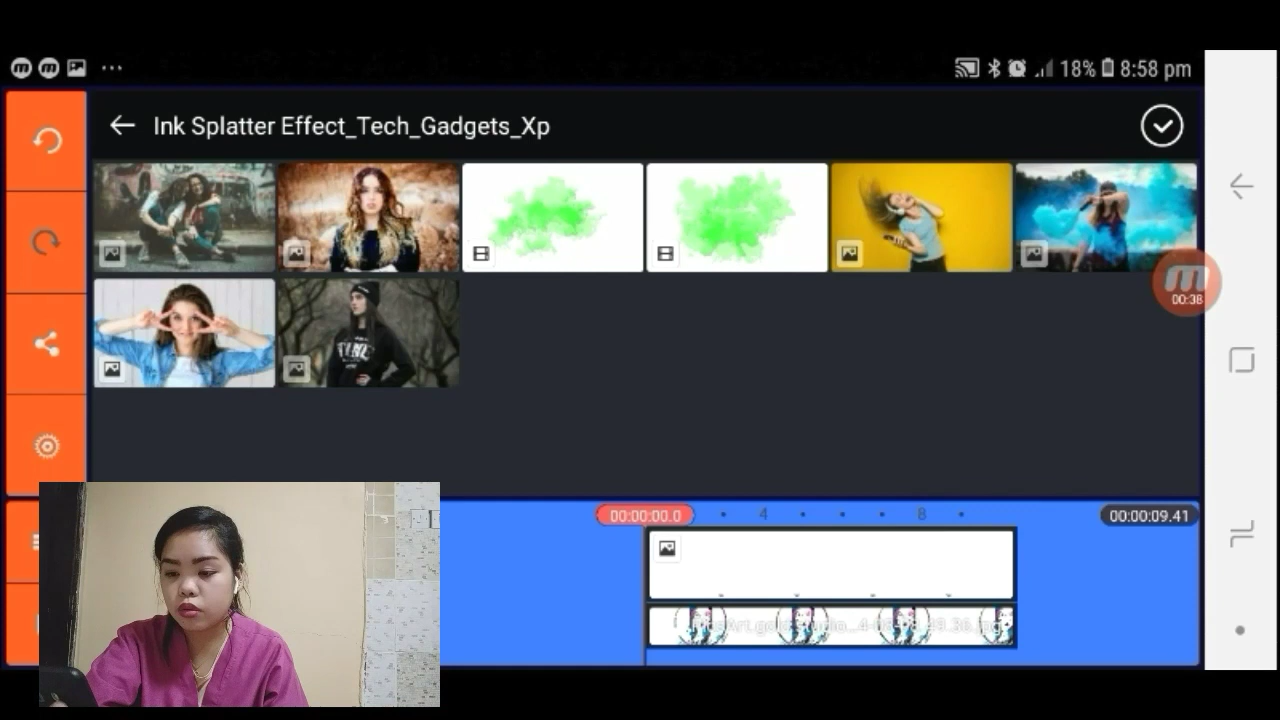 18% 8:58 pm
Ink Splatter Effect_Tech_Gadgets_Xp
00:38
00:00:00.0
4
8
00:00:09.41